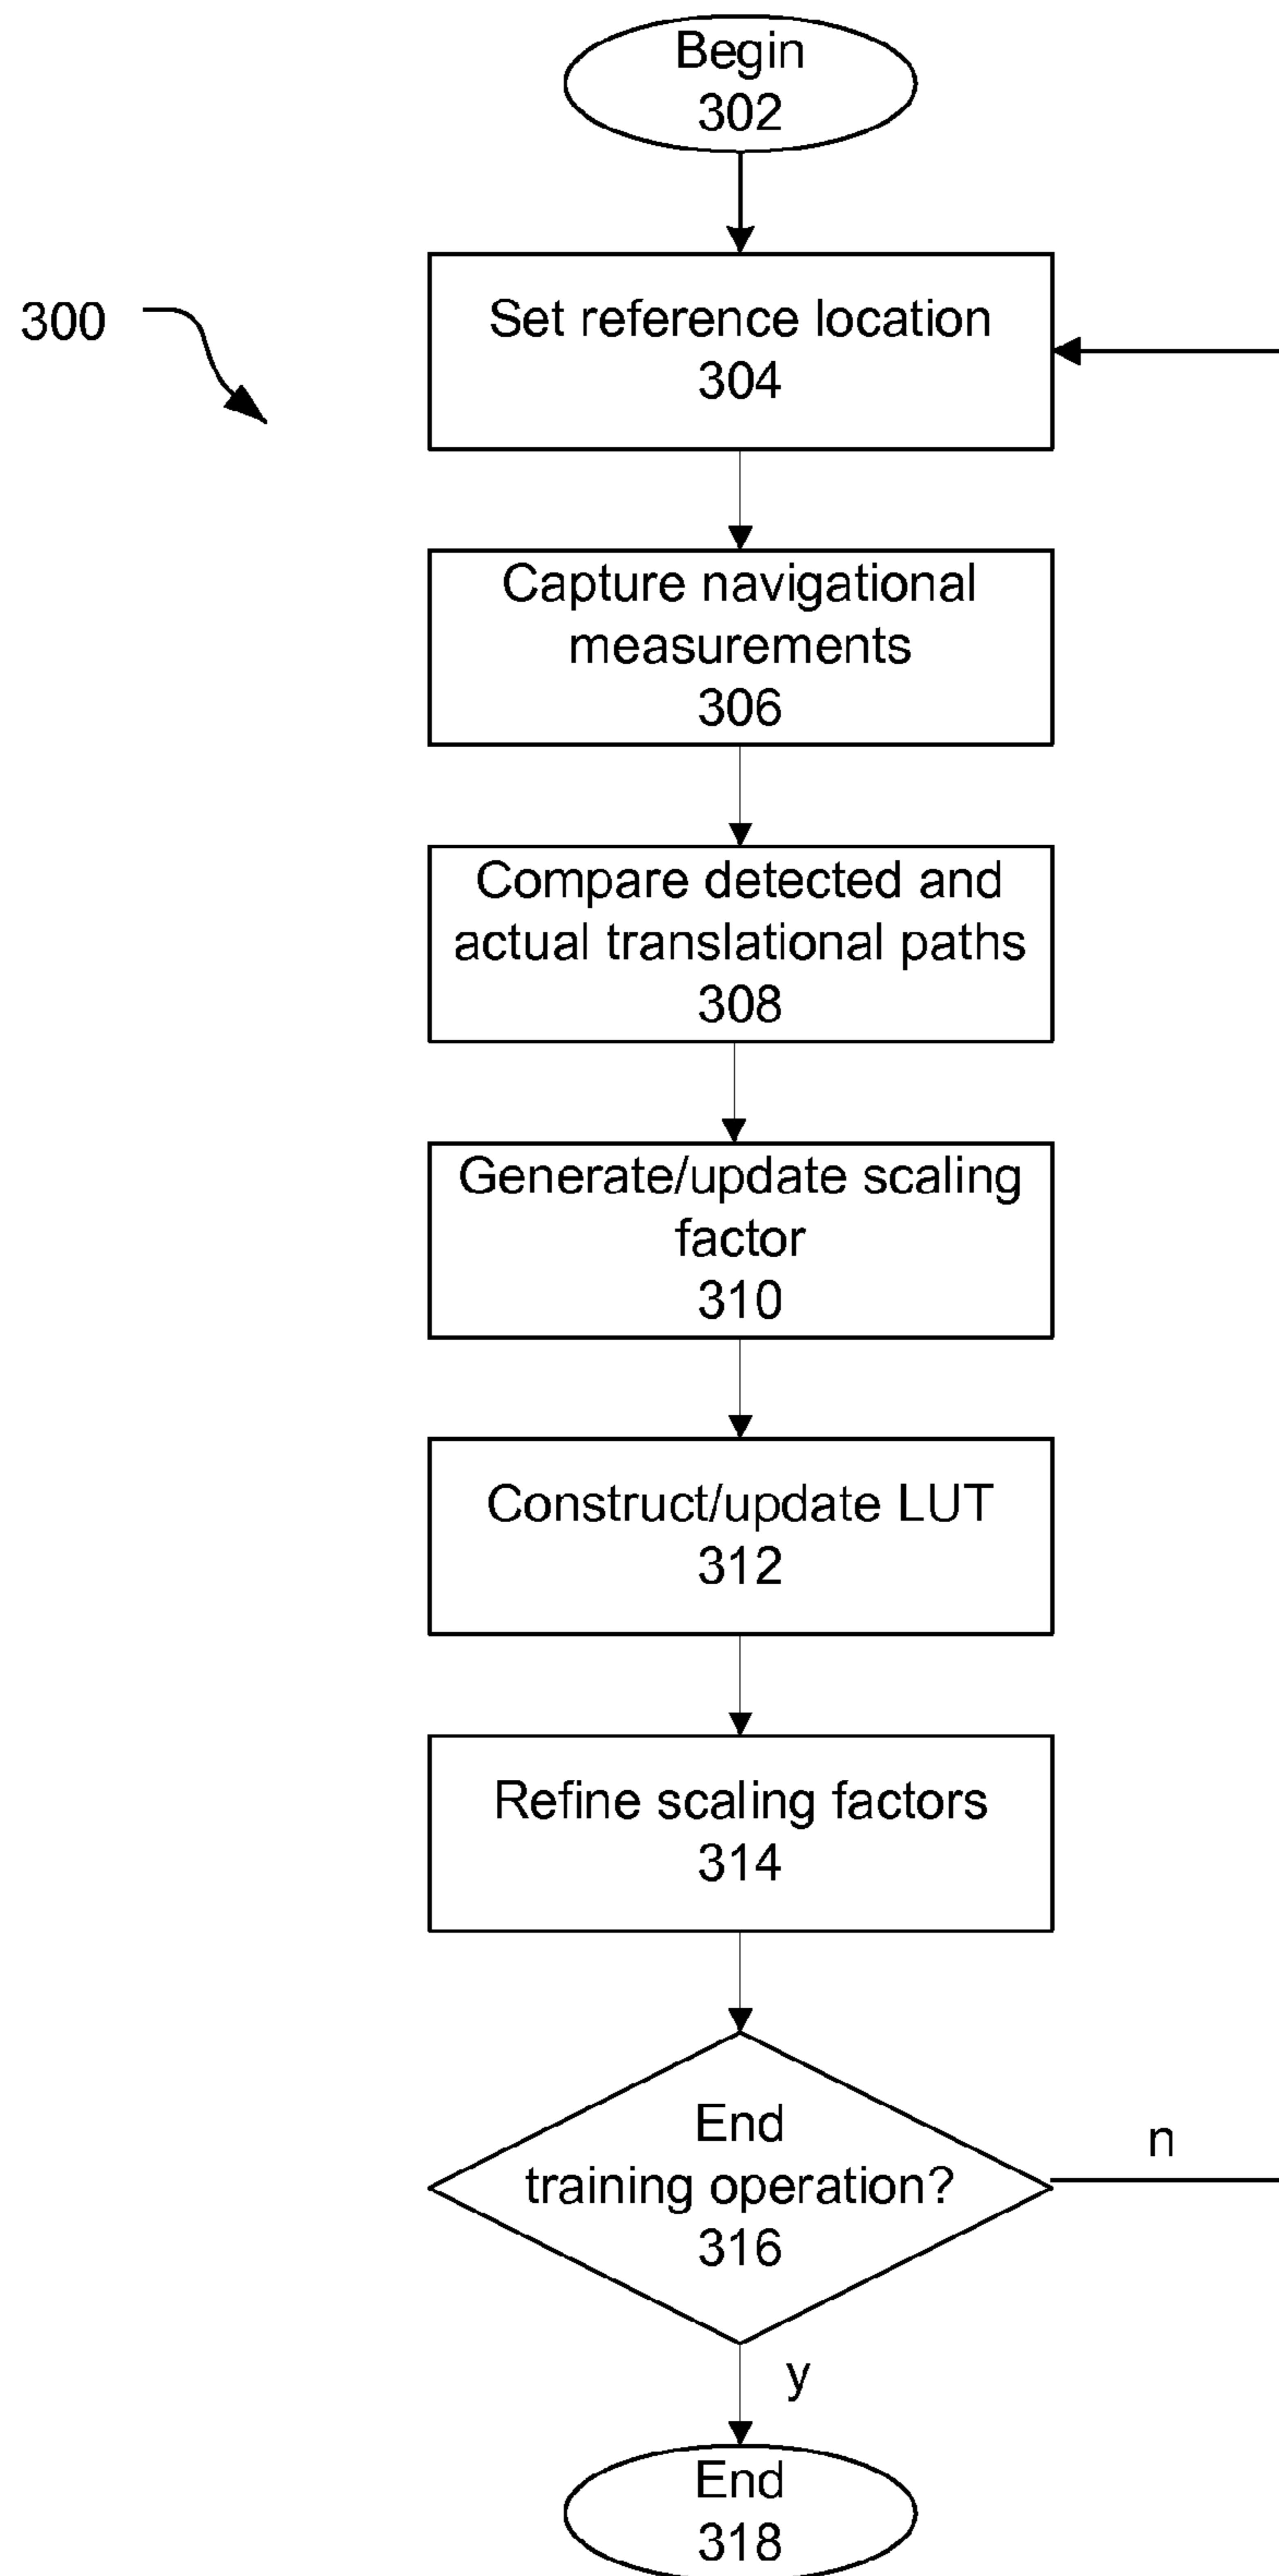 Begin
302
300
Set reference location
304
Capture navigational
measurements
306
Compare detected and
actual translational paths
308
Generate/update scaling
factor
310
Construct/update LUT
312
Refine scaling factors
314
End
training operation?
316
n
y
End
318